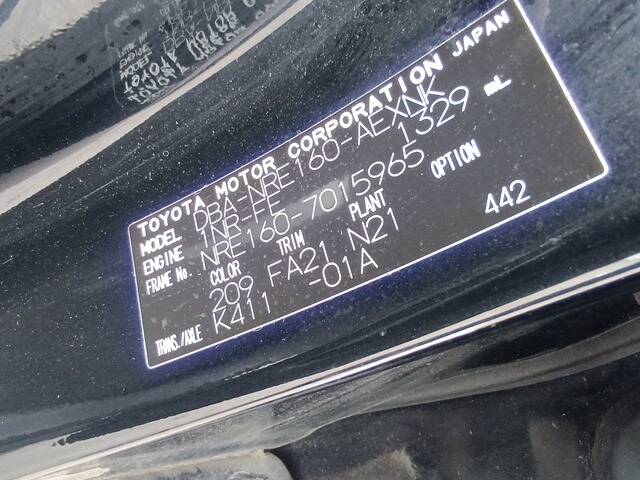 TOYOTA MOTOR CORPORATION JAPAN
MODEL DBA-NRE160-AEXNK
ENGINE 1NR-FE 1329 mL
FRAME No. NRE160-7015965
COLOR TRIM PLANT OPTION
209 FA21 N21 442
TRANS./AXLE K411 -01A